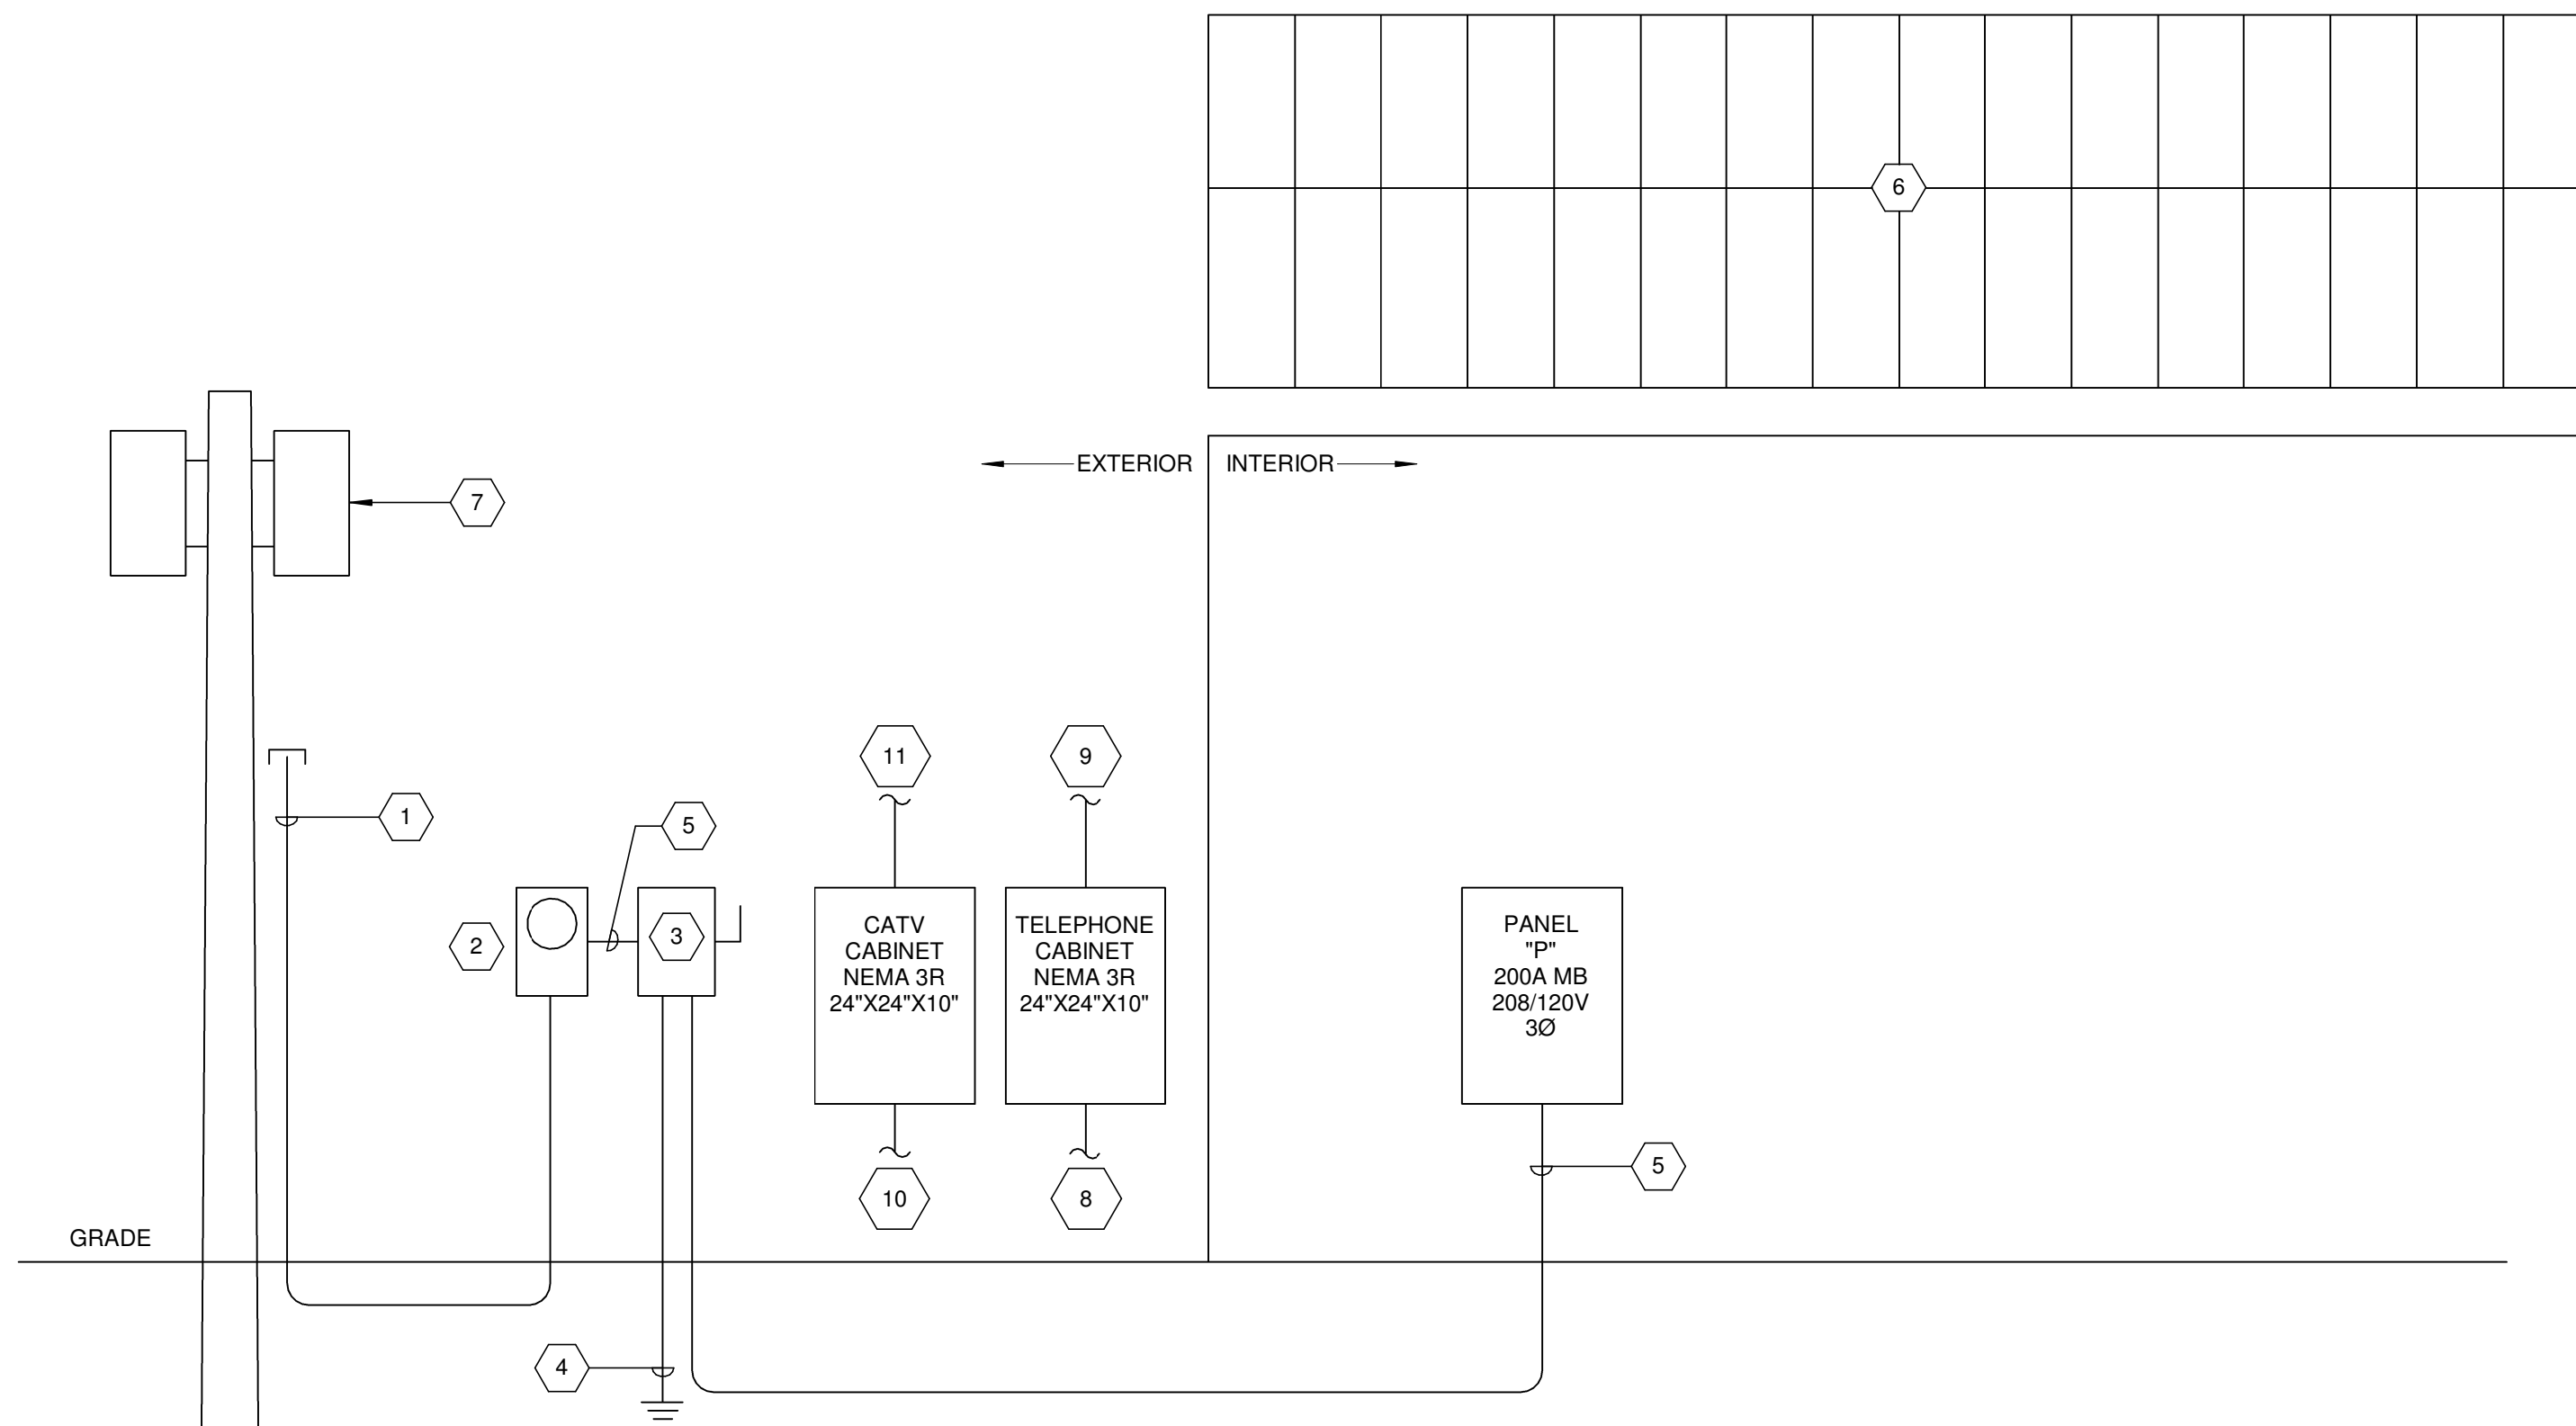 6
EXTERIOR
INTERIOR
7
11
9
1
5
2
3
CATV
CABINET
NEMA 3R
24"X24"X10"
TELEPHONE
CABINET
NEMA 3R
24"X24"X10"
PANEL
"P"
200A MB
208/120V
3Ø
5
10
8
GRADE
4